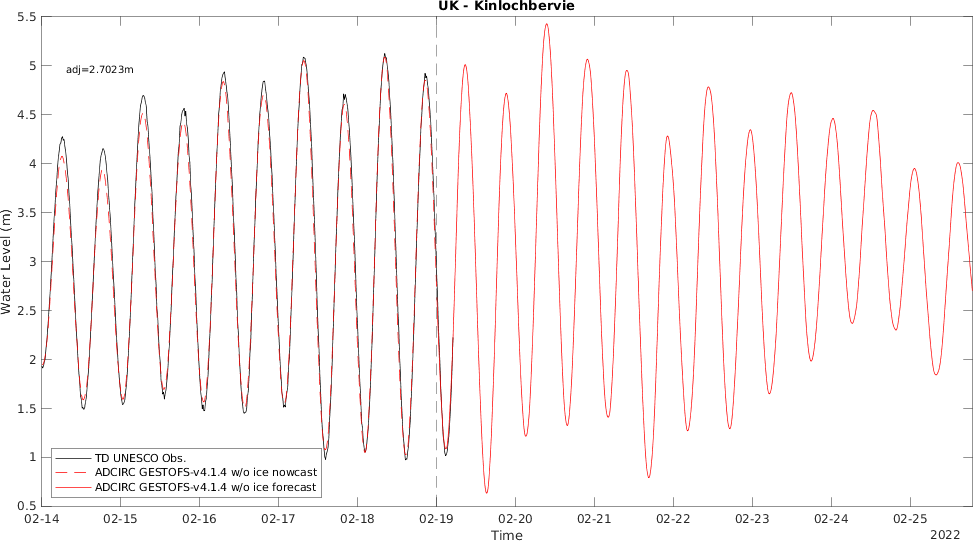 UK - Kinlochbervie
5.5
5
4.5
4
3.5
3
2.5
2
1.5
1
0.5
Water Level (m)
adj=2.7023m
TD UNESCO Obs.
ADCIRC GESTOFS-v4.1.4 w/o ice nowcast
ADCIRC GESTOFS-v4.1.4 w/o ice forecast
02-14 02-15 02-16 02-17 02-18 02-19 02-20 02-21 02-22 02-23 02-24 02-25
Time
2022